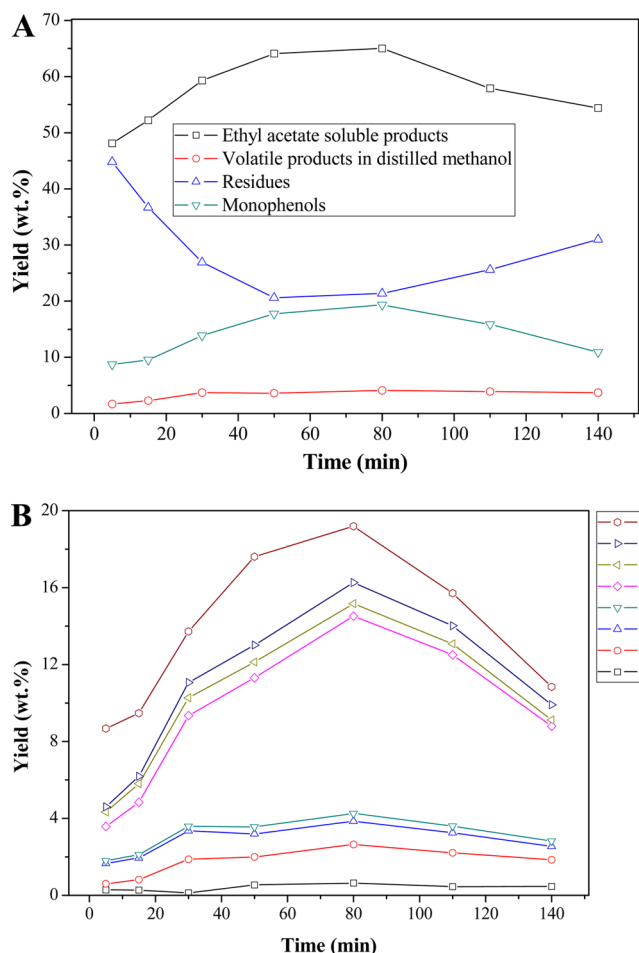 A
70
60
50
40
30
20
10
0
Yield (wt.%)
Ethyl acetate soluble products
Volatile products in distilled methanol
Residues
Monophenols
0 20 40 60 80 100 120 140
Time (min)
B
20
16
12
8
4
0
Yield (wt.%)
0 20 40 60 80 100 120 140
Time (min)